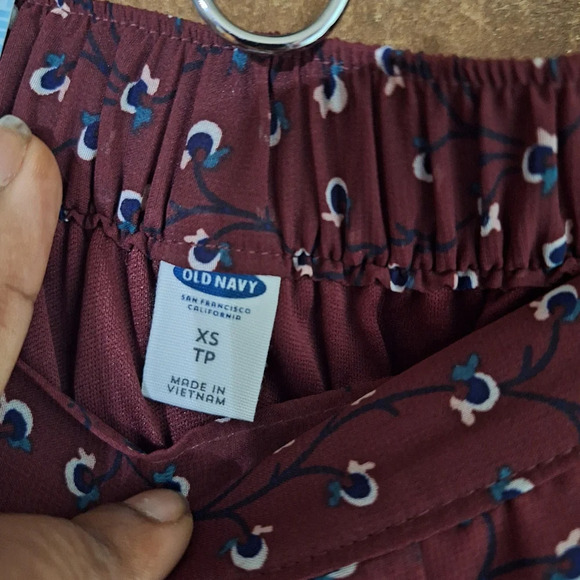 OLD NAVY
SAN FRANCISCO
CALIFORNIA
XS
TP
MADE IN
VIETNAM